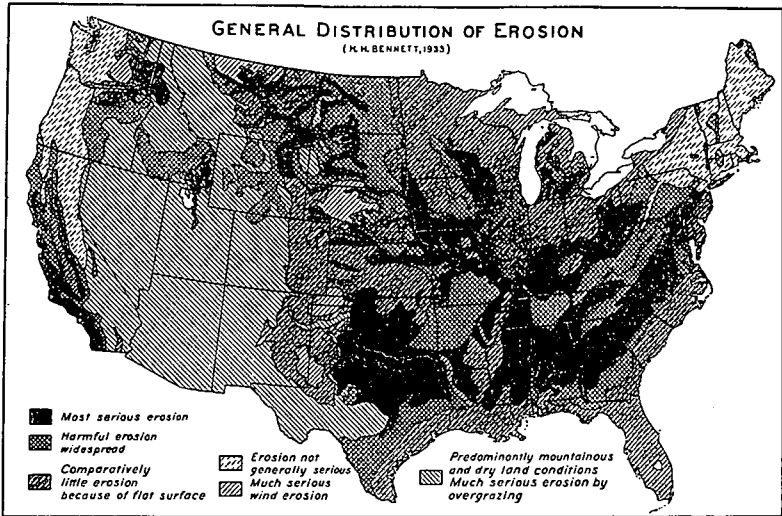 GENERAL DISTRIBUTION OF EROSION
(H. H. BENNETT, 1933)
Most serious erosion
Harmful erosion
widespread
Comparatively
little erosion
because of flat surface
Erosion not
generally serious
Much serious
wind erosion
Predominantly mountainous
and dry land conditions
Much serious erosion by
overgrazing